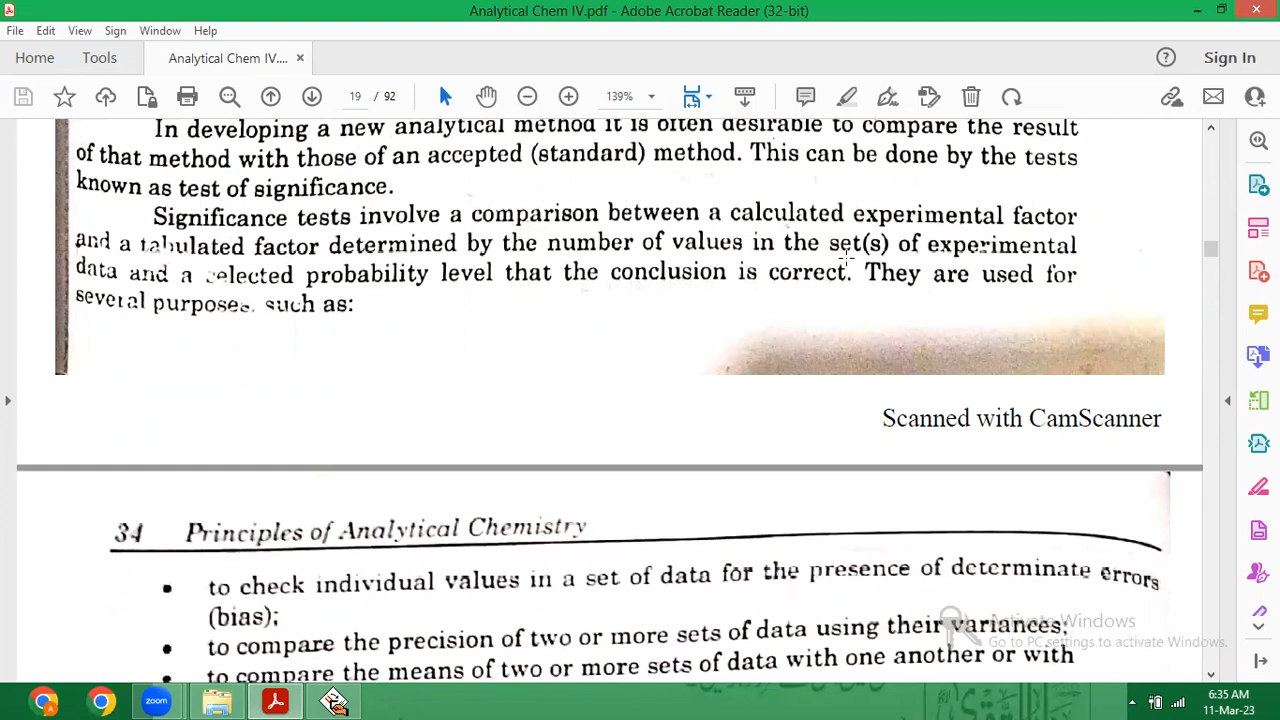 Analytical Chem IV.pdf - Adobe Acrobat Reader (32-bit)
File Edit View Sign Window Help
Home Tools Analytical Chem IV.... × ? Sign In
19 / 92 139%
In developing a new analytical method it is often desirable to compare the result
of that method with those of an accepted (standard) method. This can be done by the tests
known as test of significance.
Significance tests involve a comparison between a calculated experimental factor
and a tabulated factor determined by the number of values in the set(s) of experimental
data and a selected probability level that the conclusion is correct. They are used for
several purposes, such as:
Scanned with CamScanner
34 Principles of Analytical Chemistry
• to check individual values in a set of data for the presence of determinate errors
(bias);
• to compare the precision of two or more sets of data using their variances;
• to compare the means of two or more sets of data with one another or with
Activate Windows
Go to PC settings to activate Windows.
zoom
6:35 AM
11-Mar-23